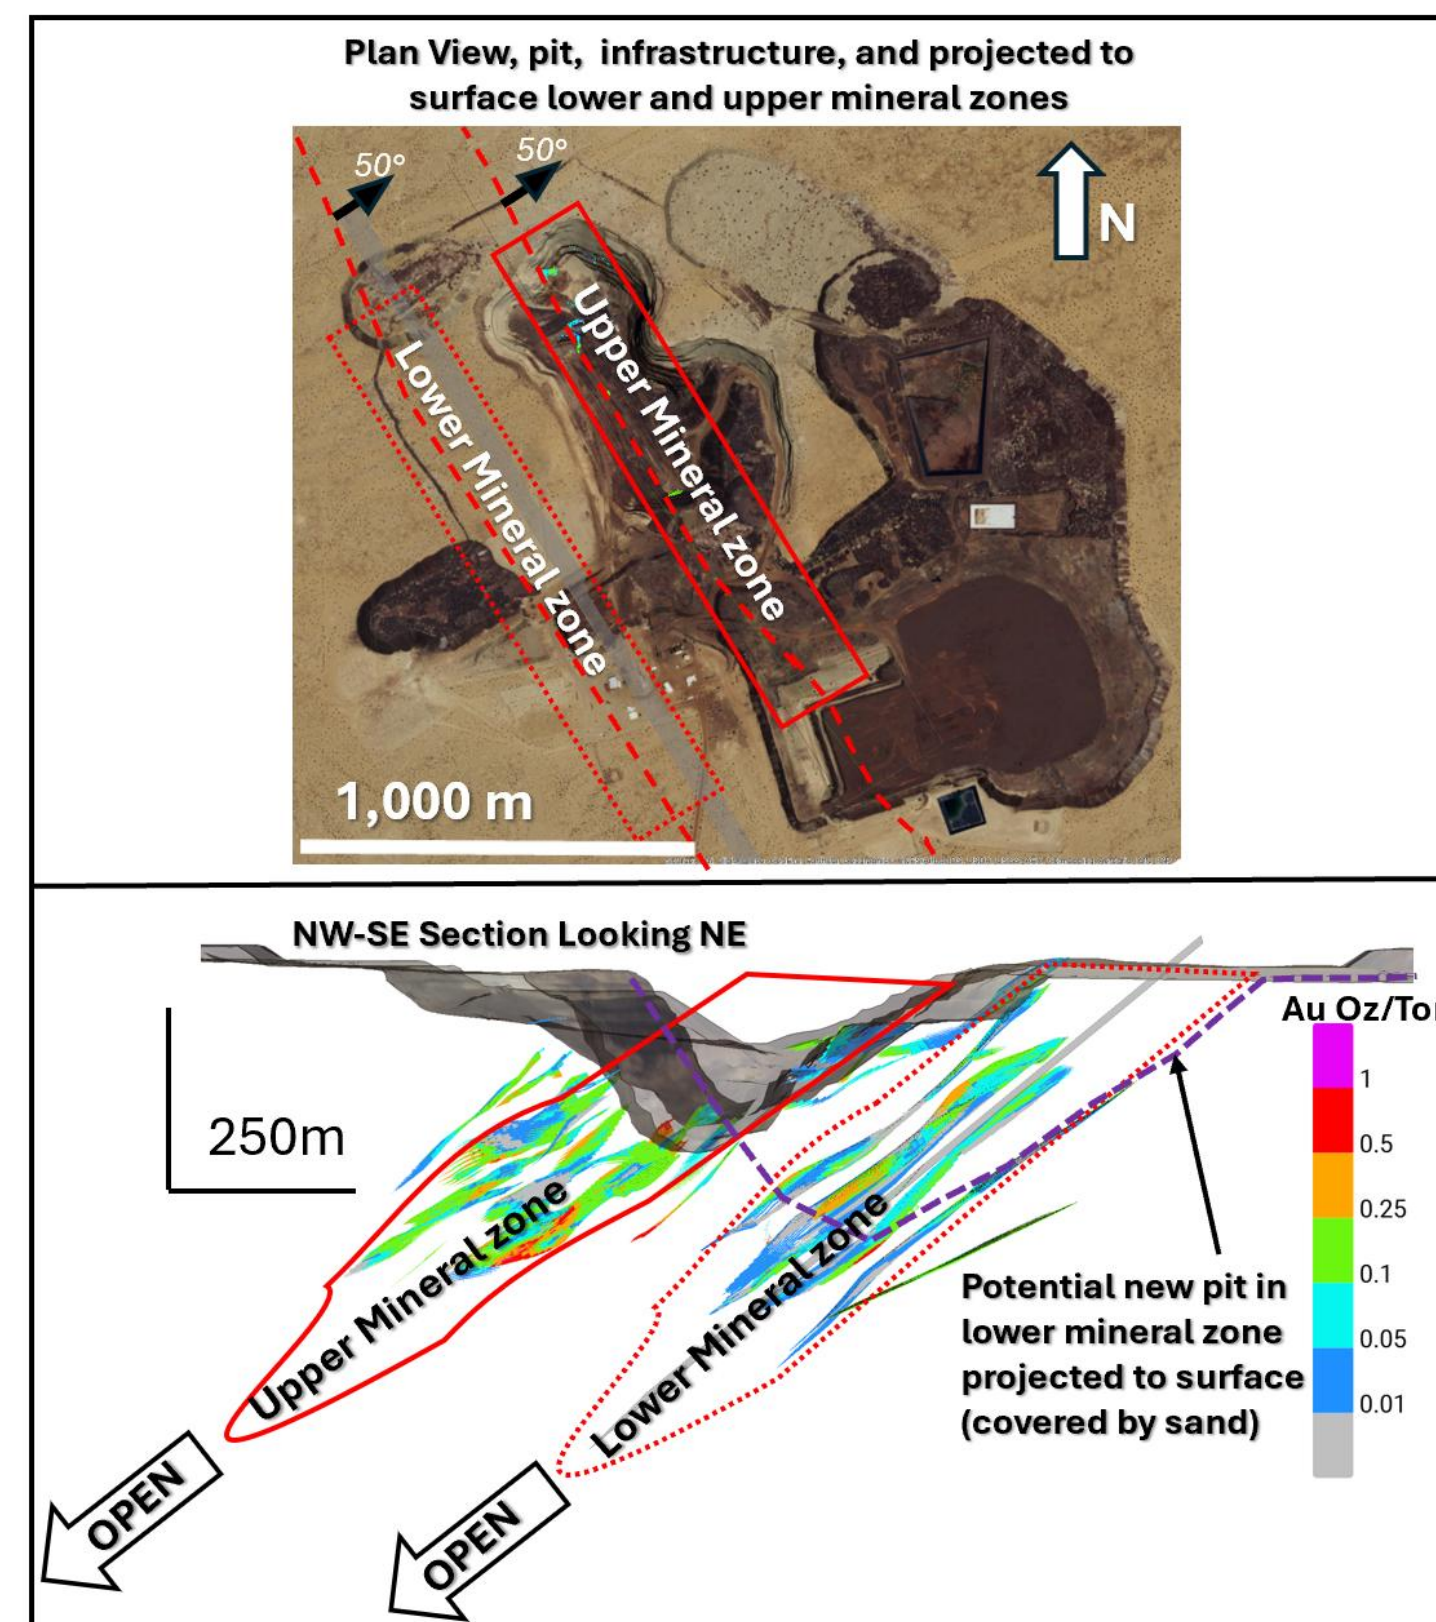 Plan View, pit, infrastructure, and projected to
surface lower and upper mineral zones
50°
50°
N
Upper Mineral zone
Lower Mineral zone
1,000 m
NW-SE Section Looking NE
Au Oz/Ton
1
0.5
0.25
0.1
0.05
0.01
250m
Upper Mineral zone
Lower Mineral zone
Potential new pit in
lower mineral zone
projected to surface
(covered by sand)
OPEN
OPEN